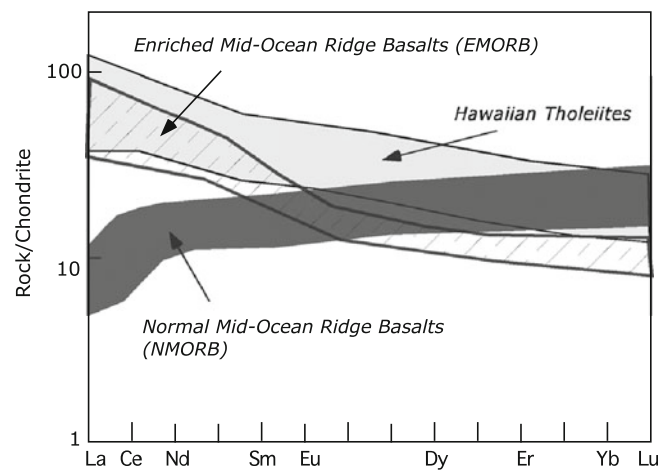 Enriched Mid-Ocean Ridge Basalts (EMORB)
100
Hawaiian Tholeiites
Rock/Chondrite
10
Normal Mid-Ocean Ridge Basalts
(NMORB)
1
La Ce Nd Sm Eu Dy Er Yb Lu